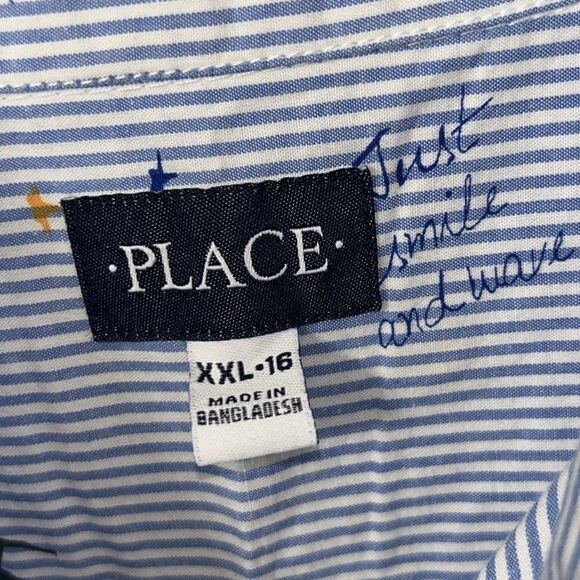 Just
smile
and wave
·PLACE·
XXL·16
MADE IN
BANGLADESH